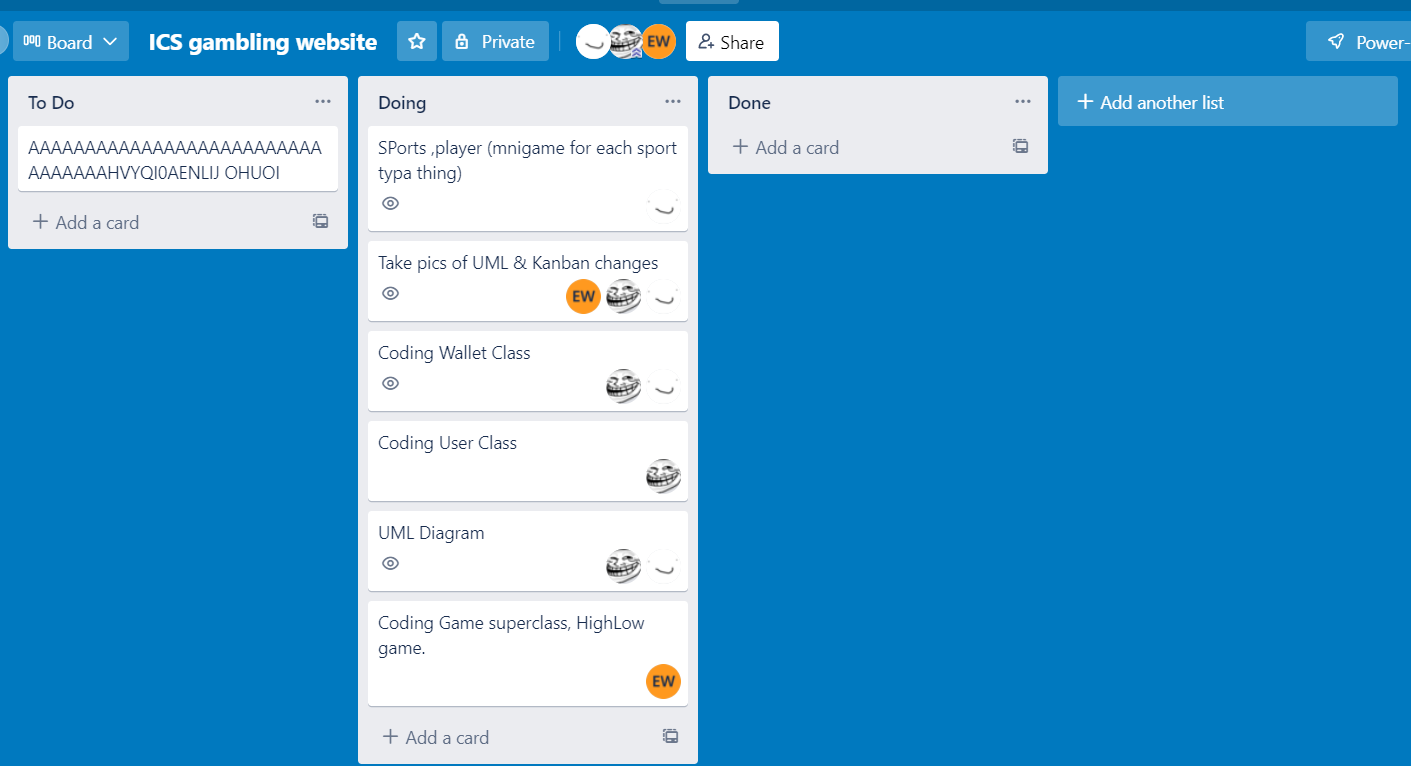 Board
ICS gambling website
Private
EW
Share
Power-
To Do
AAAAAAAAAAAAAAAAAAAAAAAAAA
AAAAAAAHVYQI0AENLIJ OHUOI
+ Add a card
Doing
SPorts ,player (mnigame for each sport
typa thing)
Take pics of UML & Kanban changes
EW
Coding Wallet Class
Coding User Class
UML Diagram
Coding Game superclass, HighLow
game.
EW
+ Add a card
Done
+ Add a card
+ Add another list